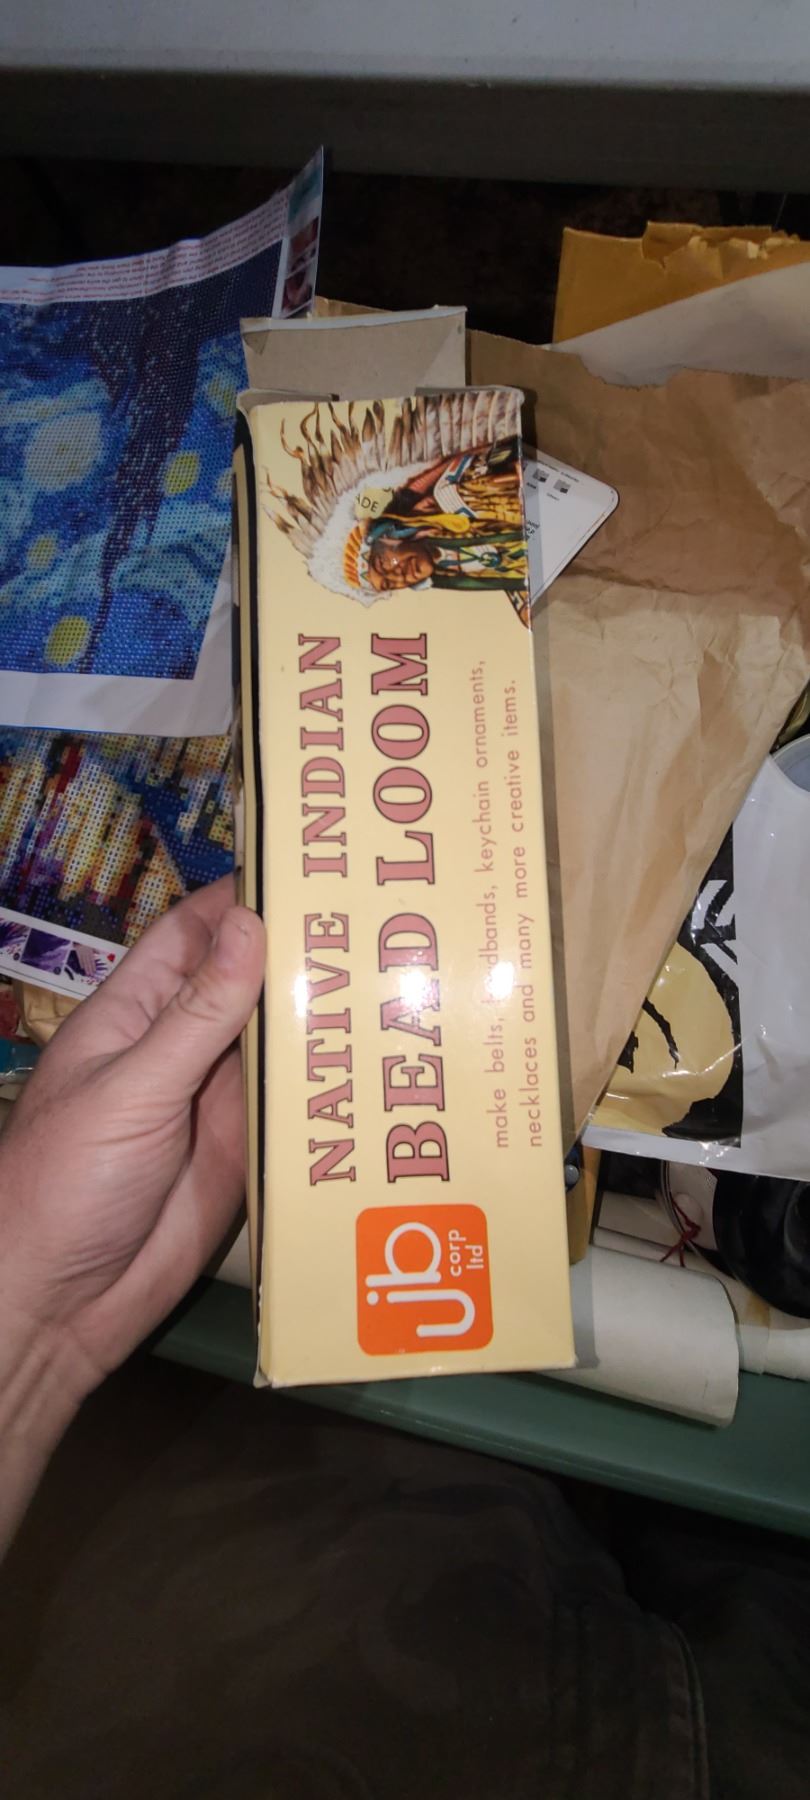 NATIVE INDIAN
BEAD LOOM
make belts, headbands, keychain ornaments,
necklaces and many more creative items.
jb
corp
ltd
ADE